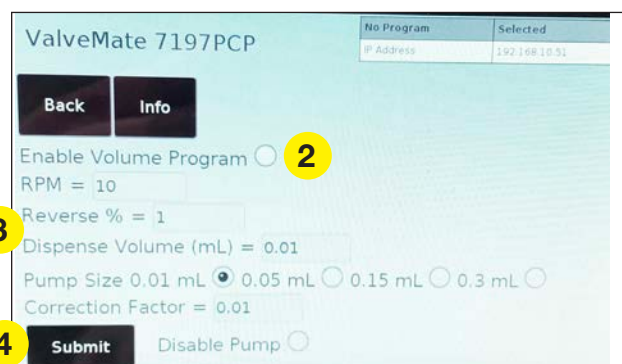 ValveMate 7197PCP
No Program Selected
IP Address 192.168.10.51
Back Info
Enable Volume Program 2
RPM = 10
Reverse % = 1
3
Dispense Volume (mL) = 0.01
Pump Size 0.01 mL 0.05 mL 0.15 mL 0.3 mL
Correction Factor = 0.01
4 Submit Disable Pump